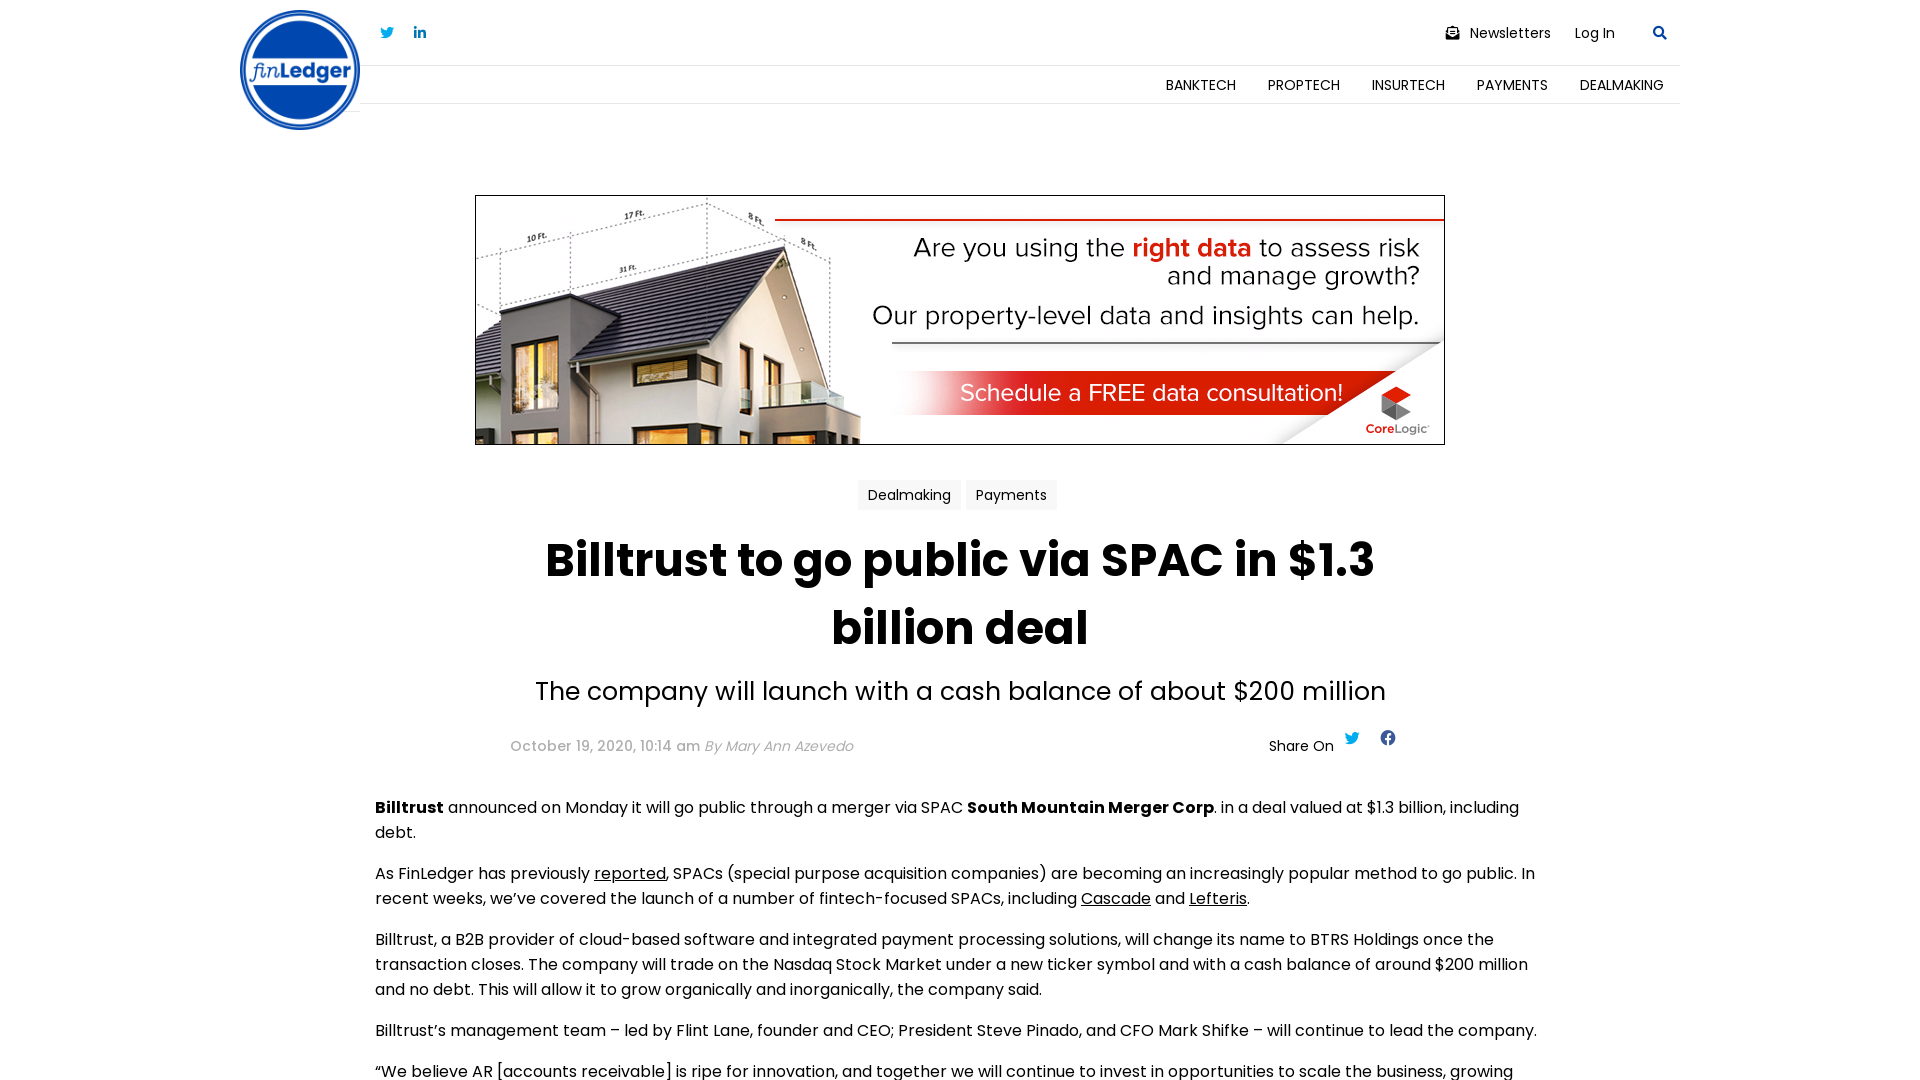 finLedger
Newsletters
Log In
BANKTECH
PROPTECH
INSURTECH
PAYMENTS
DEALMAKING
10 Ft.
17 Ft.
8 Ft.
8 Ft.
31 Ft.
Are you using the right data to assess risk
and manage growth?
Our property-level data and insights can help.
Schedule a FREE data consultation!
CoreLogic
Dealmaking
Payments
Billtrust to go public via SPAC in $1.3
billion deal
The company will launch with a cash balance of about $200 million
October 19, 2020, 10:14 am By Mary Ann Azevedo
Share On
Billtrust announced on Monday it will go public through a merger via SPAC South Mountain Merger Corp. in a deal valued at $1.3 billion, including
debt.
As FinLedger has previously reported, SPACs (special purpose acquisition companies) are becoming an increasingly popular method to go public. In
recent weeks, we’ve covered the launch of a number of fintech-focused SPACs, including Cascade and Lefteris.
Billtrust, a B2B provider of cloud-based software and integrated payment processing solutions, will change its name to BTRS Holdings once the
transaction closes. The company will trade on the Nasdaq Stock Market under a new ticker symbol and with a cash balance of around $200 million
and no debt. This will allow it to grow organically and inorganically, the company said.
Billtrust’s management team – led by Flint Lane, founder and CEO; President Steve Pinado, and CFO Mark Shifke – will continue to lead the company.
“We believe AR [accounts receivable] is ripe for innovation, and together we will continue to invest in opportunities to scale the business, growing